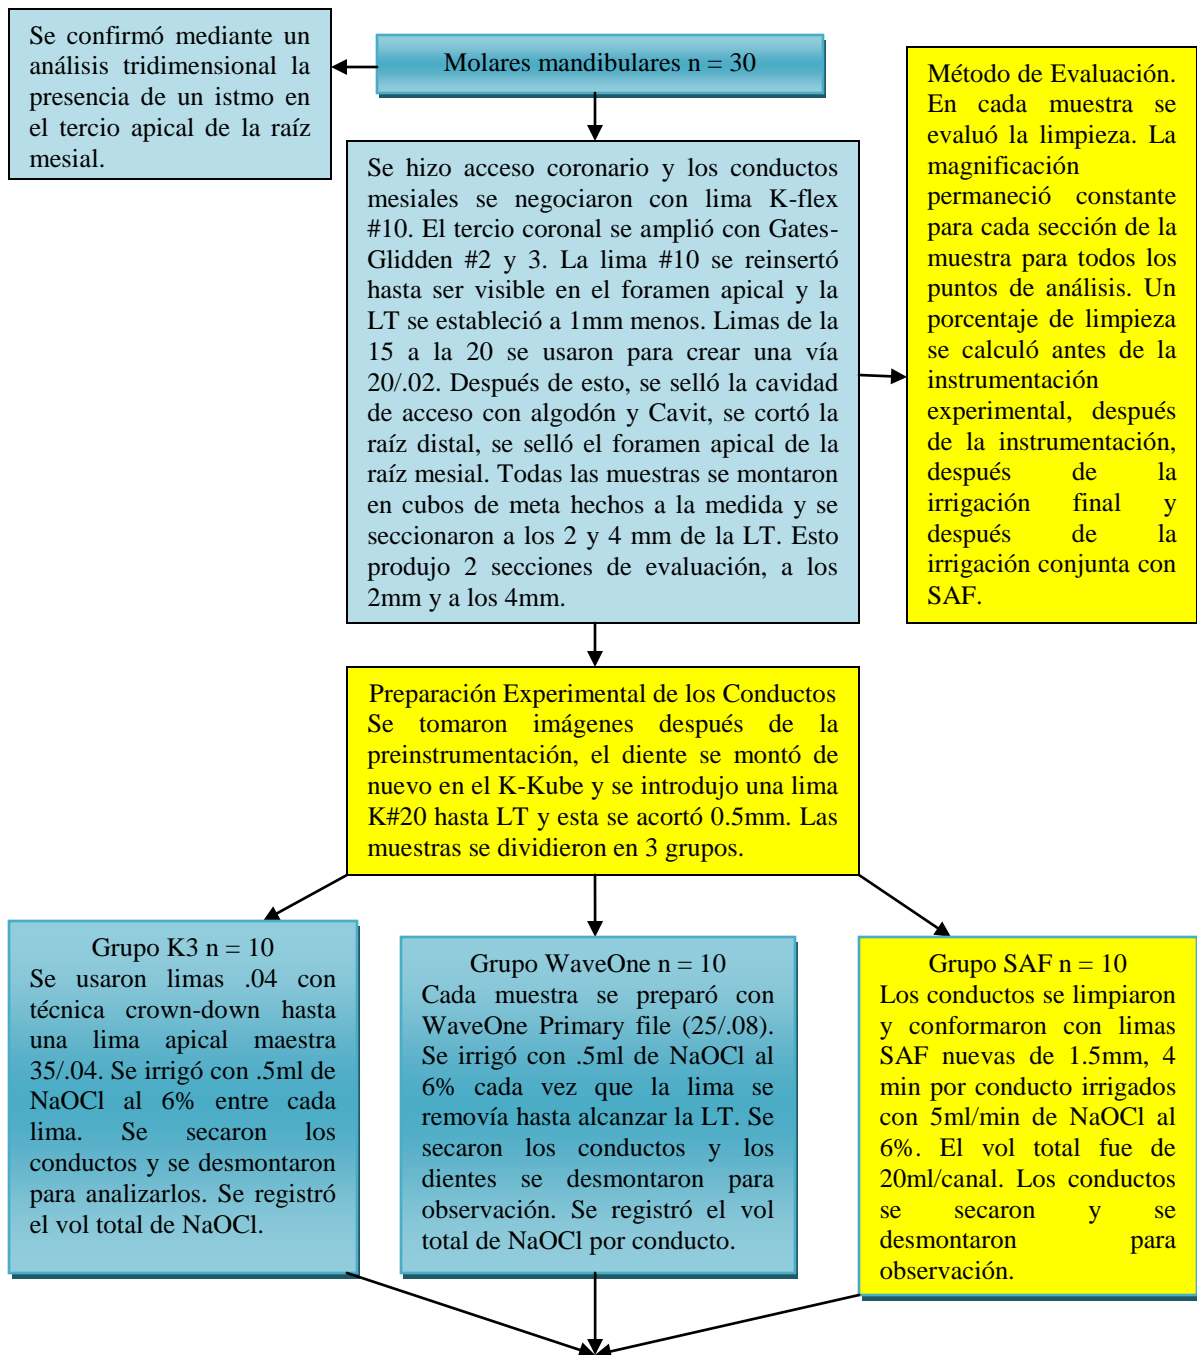 Se confirmó mediante un
análisis tridimensional la
presencia de un istmo en
el tercio apical de la raíz
mesial.
Molares mandibulares n = 30
Método de Evaluación.
En cada muestra se
evaluó la limpieza. La
magnificación
permaneció constante
para cada sección de la
muestra para todos los
puntos de análisis. Un
porcentaje de limpieza
se calculó antes de la
instrumentación
experimental, después
de la instrumentación,
después de la
irrigación final y
después de la
irrigación conjunta con
SAF.
Se hizo acceso coronario y los conductos
mesiales se negociaron con lima K-flex
#10. El tercio coronal se amplió con Gates-
Glidden #2 y 3. La lima #10 se reinsertó
hasta ser visible en el foramen apical y la
LT se estableció a 1mm menos. Limas de la
15 a la 20 se usaron para crear una vía
20/.02. Después de esto, se selló la cavidad
de acceso con algodón y Cavit, se cortó la
raíz distal, se selló el foramen apical de la
raíz mesial. Todas las muestras se montaron
en cubos de meta hechos a la medida y se
seccionaron a los 2 y 4 mm de la LT. Esto
produjo 2 secciones de evaluación, a los
2mm y a los 4mm.
Preparación Experimental de los Conductos
Se tomaron imágenes después de la
preinstrumentación, el diente se montó de
nuevo en el K-Kube y se introdujo una lima
K#20 hasta LT y esta se acortó 0.5mm. Las
muestras se dividieron en 3 grupos.
Grupo K3 n = 10
Se usaron limas .04 con
técnica crown-down hasta
una lima apical maestra
35/.04. Se irrigó con .5ml de
NaOCl al 6% entre cada
lima. Se secaron los
conductos y se desmontaron
para analizarlos. Se registró
el vol total de NaOCl.
Grupo WaveOne n = 10
Cada muestra se preparó con
WaveOne Primary file (25/.08).
Se irrigó con .5ml de NaOCl al
6% cada vez que la lima se
removía hasta alcanzar la LT. Se
secaron los conductos y los
dientes se desmontaron para
observación. Se registró el vol
total de NaOCl por conducto.
Grupo SAF n = 10
Los conductos se limpiaron
y conformaron con limas
SAF nuevas de 1.5mm, 4
min por conducto irrigados
con 5ml/min de NaOCl al
6%. El vol total fue de
20ml/canal. Los conductos
se secaron y se
desmontaron para
observación.